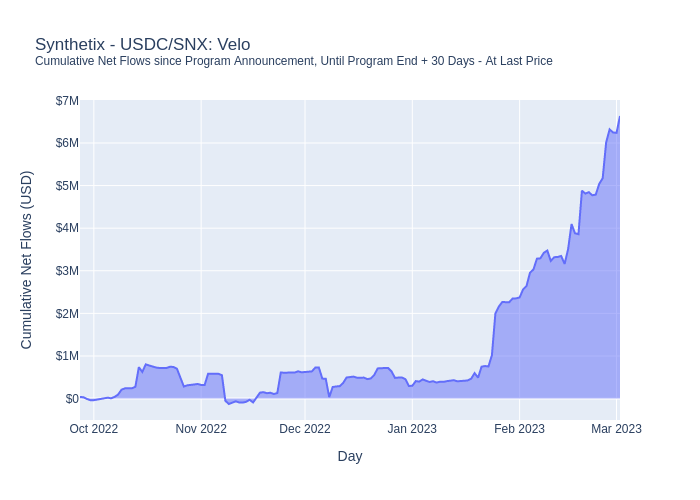 Synthetix - USDC/SNX: Velo
Cumulative Net Flows since Program Announcement, Until Program End + 30 Days - At Last Price
$7M
$6M
$5M
$4M
$3M
$2M
$1M
$0
Cumulative Net Flows (USD)
Oct 2022
Nov 2022
Dec 2022
Jan 2023
Feb 2023
Mar 2023
Day